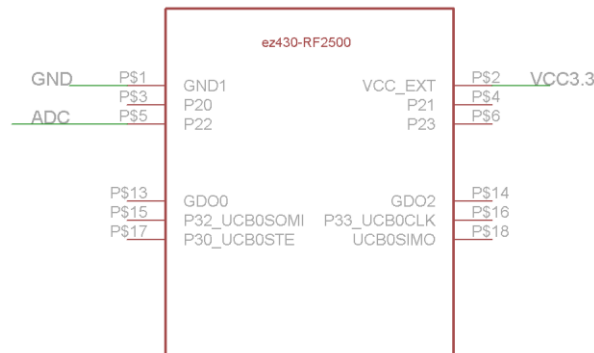 ez430-RF2500
GND P$1 GND1 VCC_EXT P$2 VCC3.3
P$3 P20 P21 P$4
ADC P$5 P22 P23 P$6
P$13 GDO0 GDO2 P$14
P$15 P32_UCB0SOMI P33_UCB0CLK P$16
P$17 P30_UCB0STE UCB0SIMO P$18